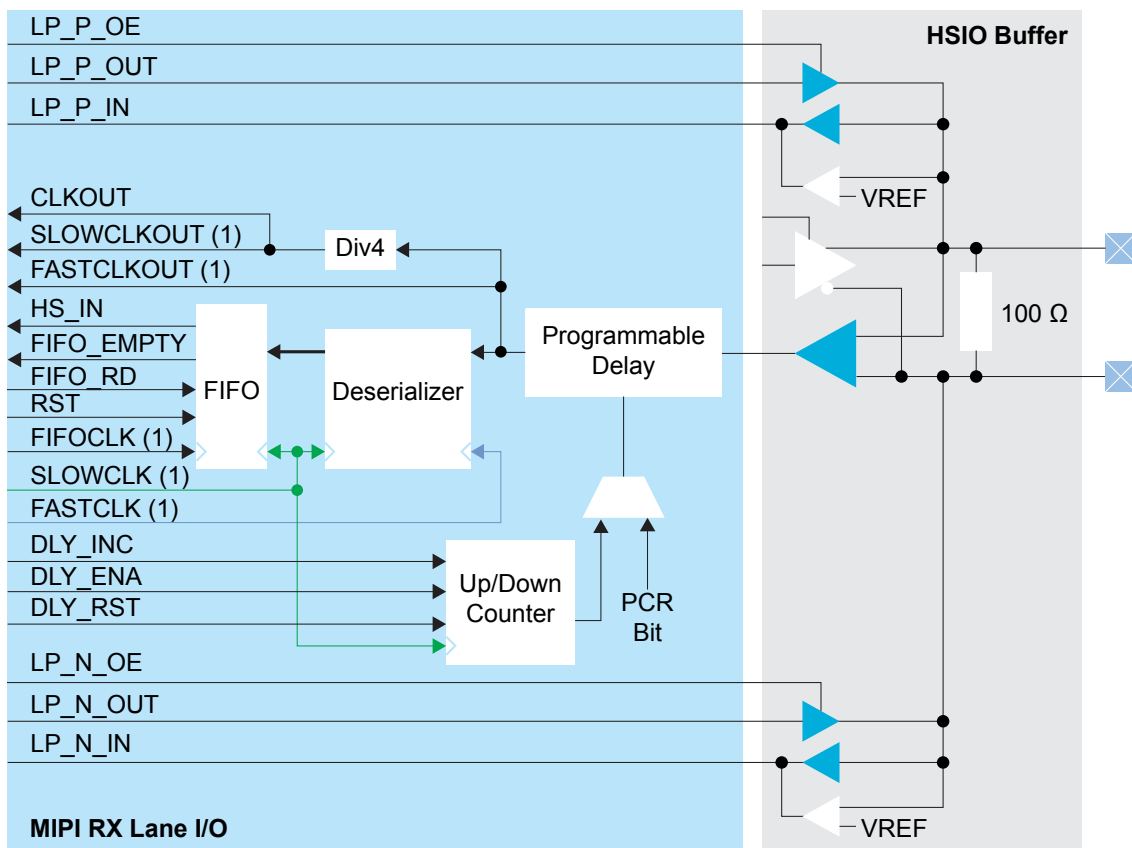 LP_P_OE
HSIO Buffer
LP_P_OUT
LP_P_IN
VREF
CLKOUT
SLOWCLKOUT (1)
Div4
FASTCLKOUT (1)
HS_IN
FIFO_EMPTY
FIFO_RD
RST
FIFOCLK (1)
SLOWCLK (1)
FASTCLK (1)
FIFO
Deserializer
Programmable
Delay
100 Ω
DLY_INC
DLY_ENA
DLY_RST
Up/Down
Counter
PCR
Bit
LP_N_OE
LP_N_OUT
LP_N_IN
VREF
MIPI RX Lane I/O